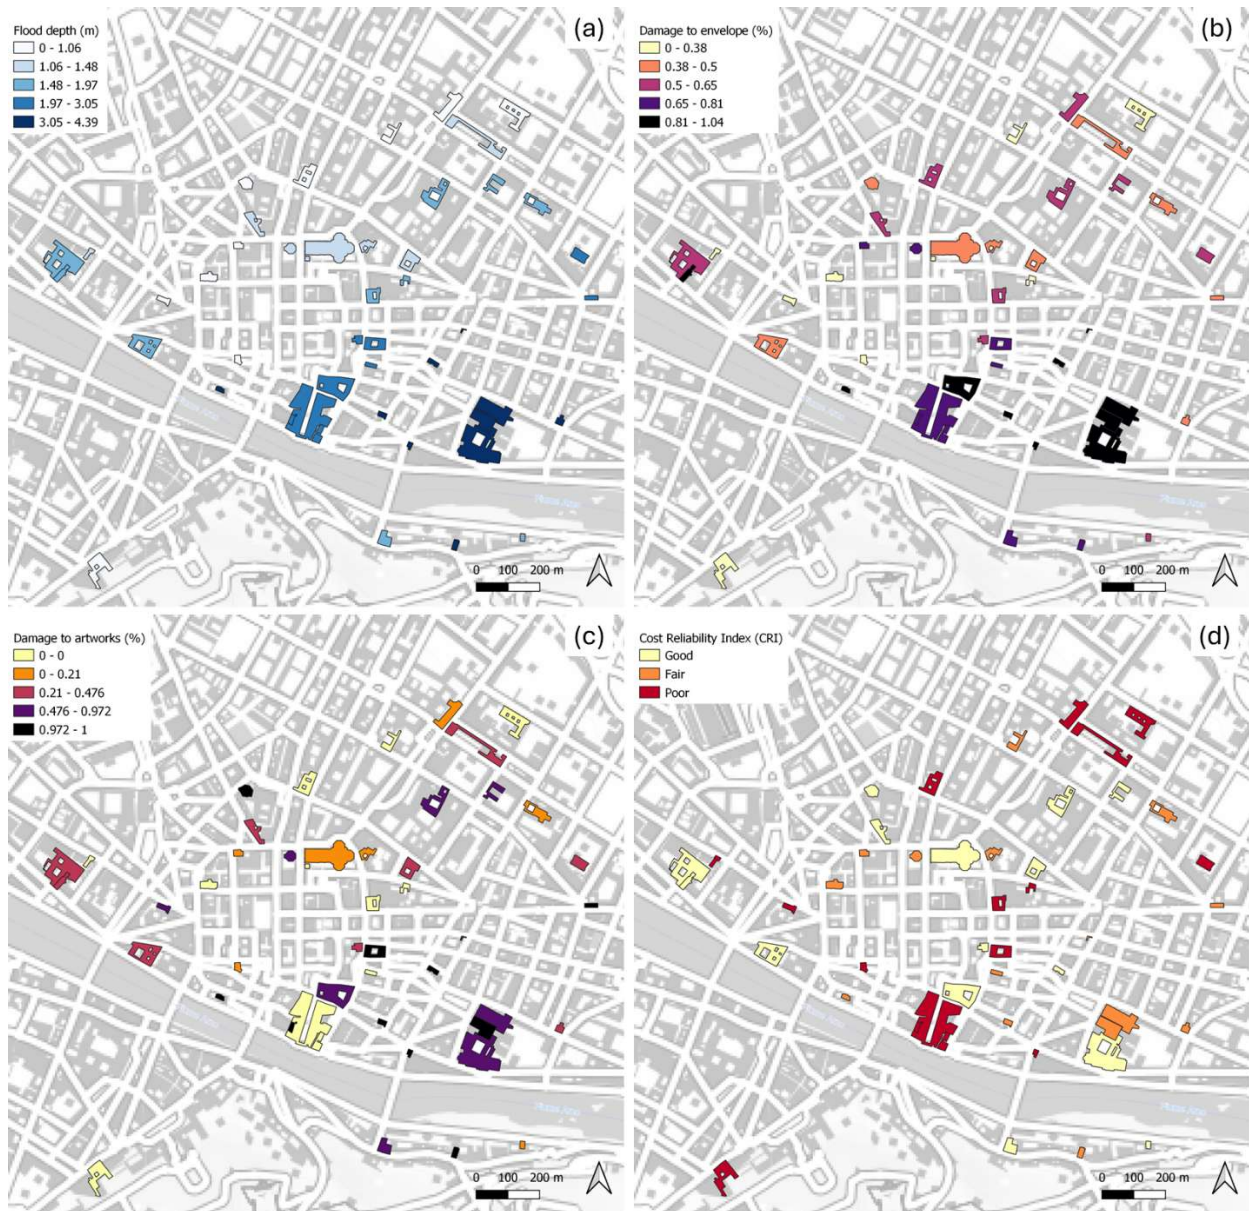 (a)
Flood depth (m)
0 - 1.06
1.06 - 1.48
1.48 - 1.97
1.97 - 3.05
3.05 - 4.39
0 100 200 m
(b)
Damage to envelope (%)
0 - 0.38
0.38 - 0.5
0.5 - 0.65
0.65 - 0.81
0.81 - 1.04
0 100 200 m
(c)
Damage to artworks (%)
0 - 0
0 - 0.21
0.21 - 0.476
0.476 - 0.972
0.972 - 1
0 100 200 m
(d)
Cost Reliability Index (CRI)
Good
Fair
Poor
0 100 200 m